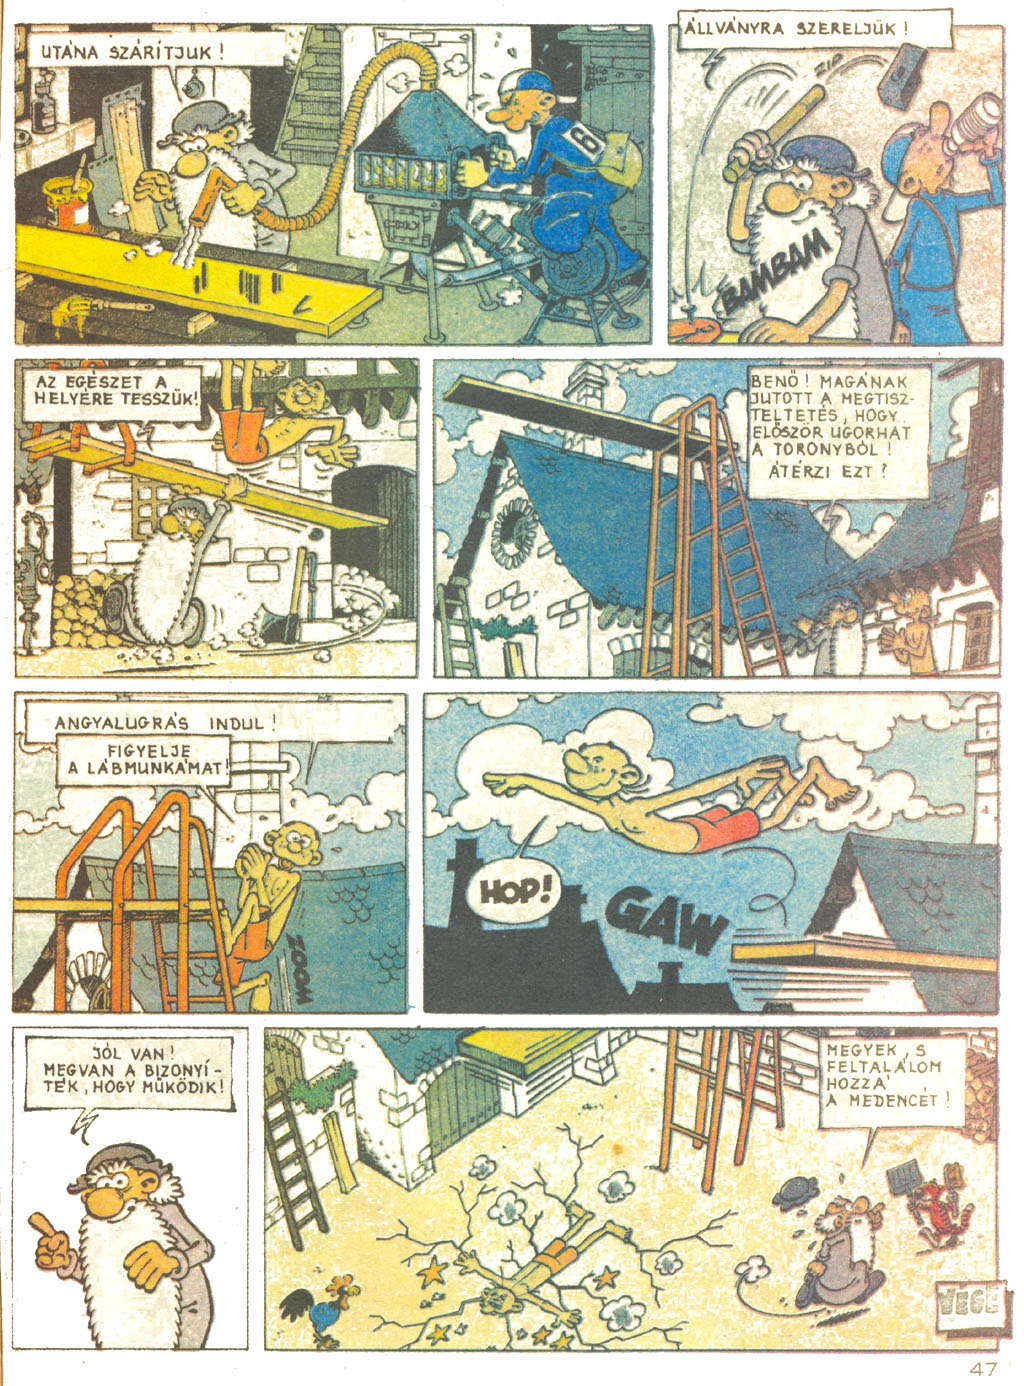 UTÁNA SZÁRÍTJUK!
6
ÁLLVÁNYRA SZERELJÜK!
ZIP
BAMBAM
AZ EGÉSZET A
HELYÉRE TESSZÜK!
BENŐ! MAGÁNAK
JUTOTT A MEGTISZ-
TELTETÉS, HOGY
ELŐSZÖR UGORHAT
A TORONYBÓL!
ÁTÉRZI EZT?
ANGYALUGRÁS INDUL!
FIGYELJE
A LÁBMUNKÁMAT!
ZOOM
HOP!
GAW
JÓL VAN!
MEGVAN A BIZONYÍ-
TÉK, HOGY MŰKÖDIK!
MEGYEK, S
FELTALÁLOM
HOZZÁ
A MEDENCÉT!
VÉGE
47